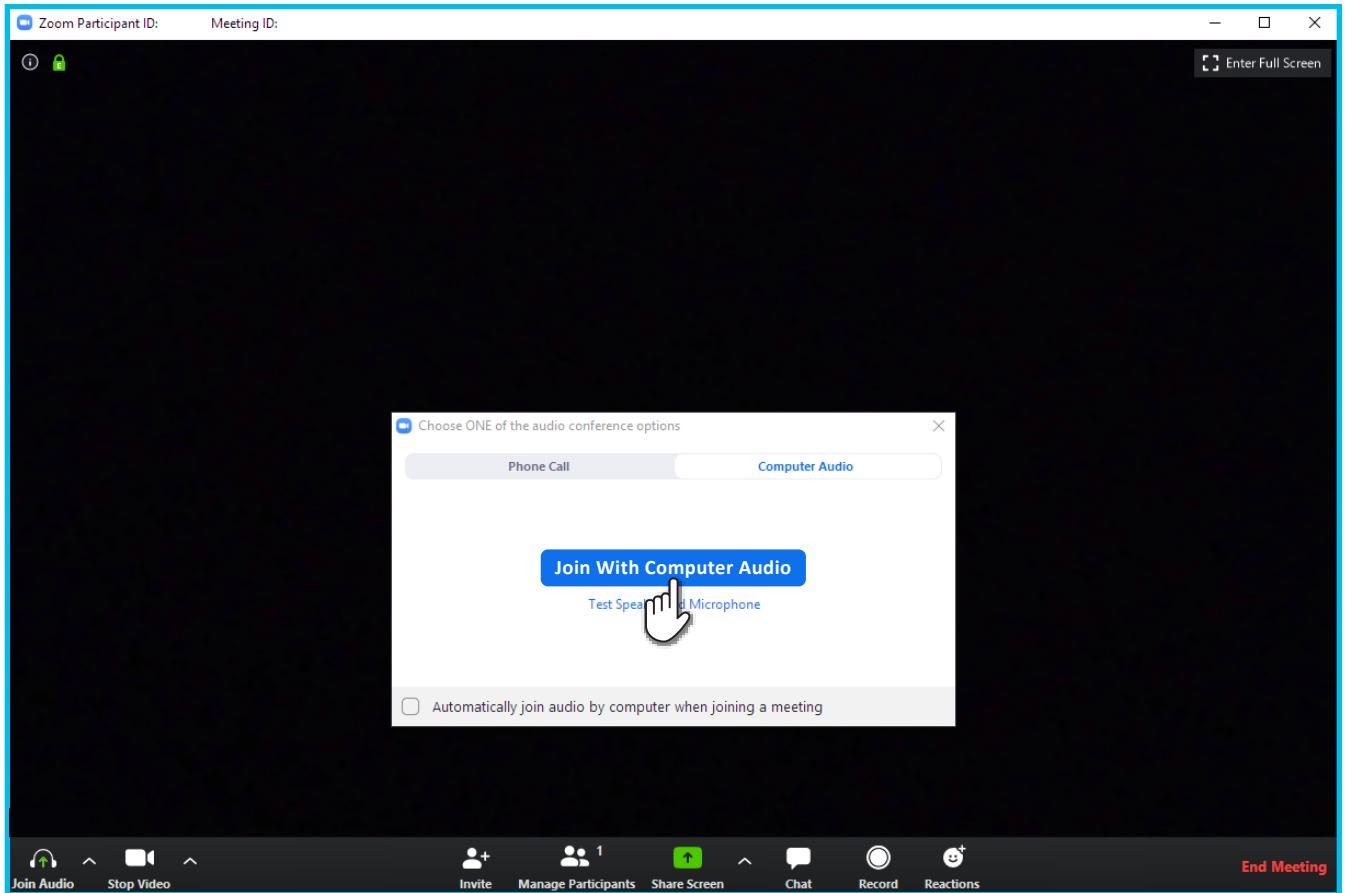 Zoom Participant ID: Meeting ID:
Enter Full Screen
Choose ONE of the audio conference options
Phone Call Computer Audio
Join With Computer Audio
Test Microphone
Automatically join audio by computer when joining a meeting
1
Join Audio Stop Video Invite Manage Participants Share Screen Chat Record Reactions End Meeting